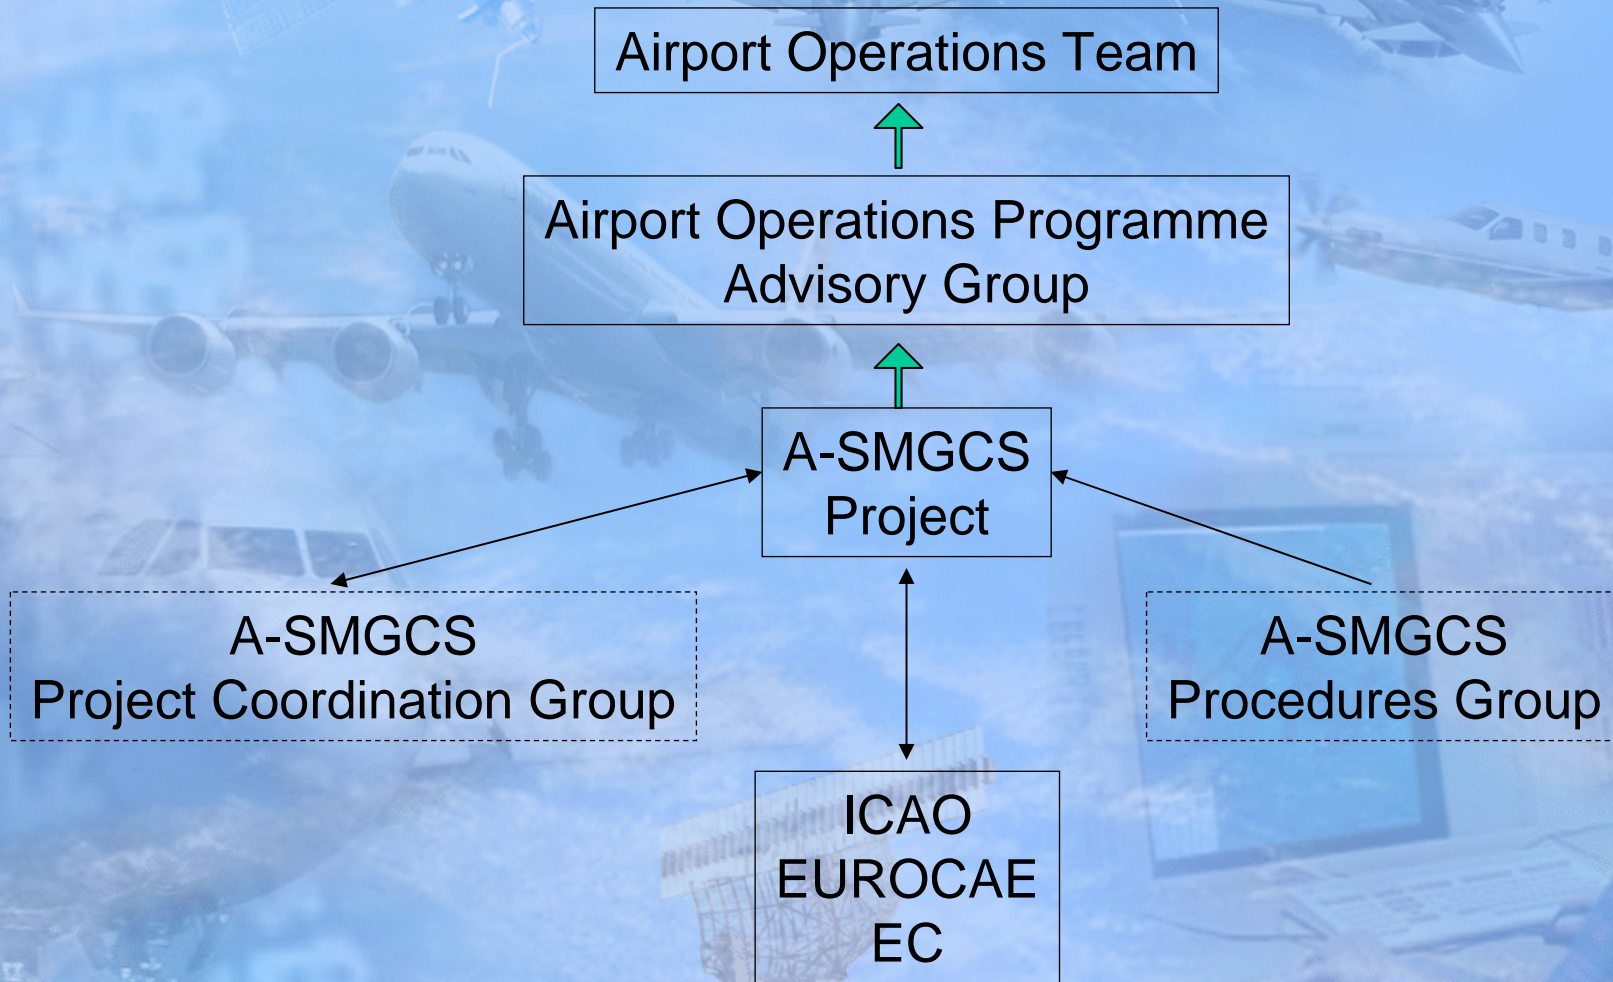 Airport Operations Team
Airport Operations Programme
Advisory Group
A-SMGCS
Project
A-SMGCS
Project Coordination Group
A-SMGCS
Procedures Group
ICAO
EUROCAE
EC